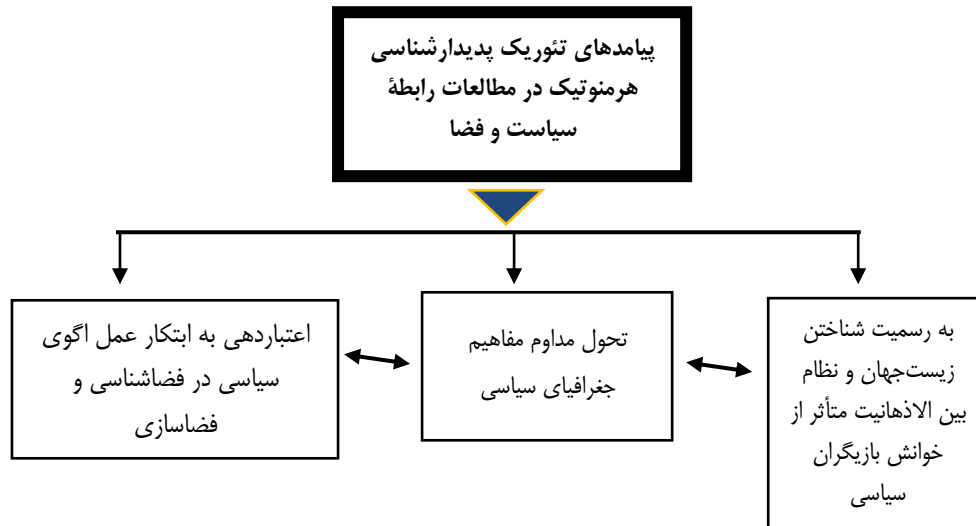 پیامدهای تئوریک پدیدارشناسی
هرمنوتیک در مطالعات رابطهٔ
سیاست و فضا
به رسمیت شناختن
زیست‌جهان و نظام
بین الاذهانیت متأثر از
خوانش بازیگران
سیاسی
تحول مداوم مفاهیم
جغرافیای سیاسی
اعتباردهی به ابتکار عمل اگوی
سیاسی در فضاشناسی و
فضاسازی